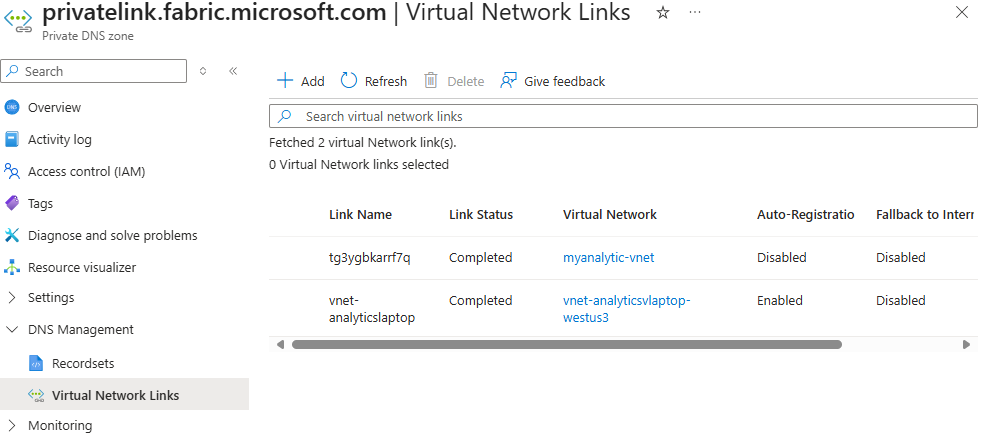 privatelink.fabric.microsoft.com | Virtual Network Links
Private DNS zone
Search
Add
Refresh
Delete
Give feedback
Overview
Activity log
Access control (IAM)
Tags
Diagnose and solve problems
Resource visualizer
Settings
DNS Management
Recordsets
Virtual Network Links
Monitoring
Search virtual network links
Fetched 2 virtual Network link(s).
0 Virtual Network links selected
Link Name Link Status Virtual Network Auto-Registratio Fallback to Intern
tg3ygbkarrf7q Completed myanalytic-vnet Disabled Disabled
vnet- Completed vnet-analyticsvlaptop- Enabled Disabled
analyticslaptop westus3